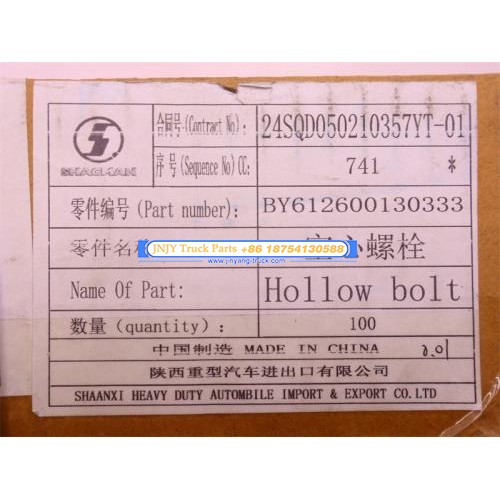 SHACMAN
合同号(Contract No):
24SQD050210357YT-01
序号(Sequence No)CC:
741 *
零件编号(Part number):
BY612600130333
零件名
心螺栓
JNJY Truck Parts +86 18754130588
www.jinyang-truck.com
Name Of Part:
Hollow bolt
数量(quantity):
100
中国制造 MADE IN CHINA
陕西重型汽车进出口有限公司
SHAANXI HEAVY DUTY AUTOMBILE IMPORT & EXPORT CO.LTD